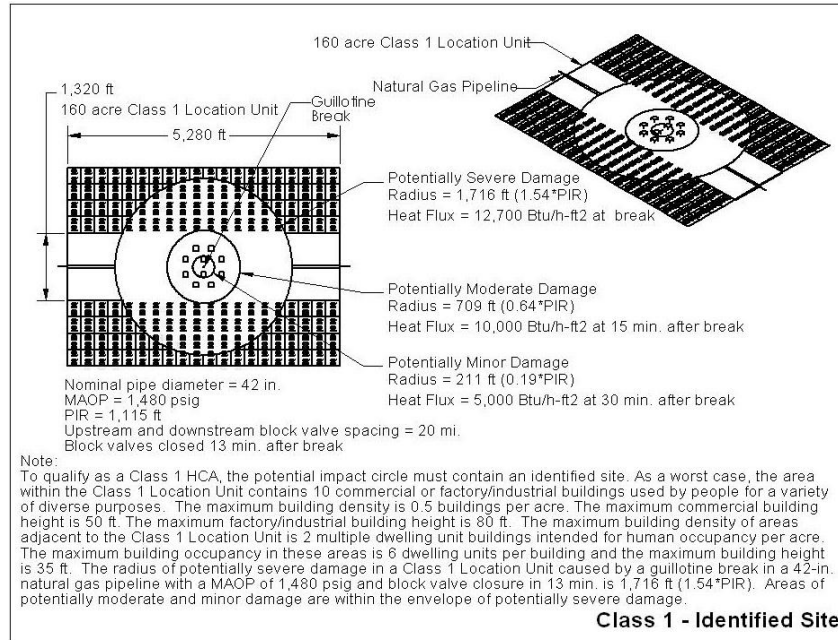 160 acre Class 1 Location Unit
Natural Gas Pipeline
1,320 ft
160 acre Class 1 Location Unit
Guillotine
Break
5,280 ft
Potentially Severe Damage
Radius = 1,716 ft (1.54*PIR)
Heat Flux = 12,700 Btu/h-ft2 at break
Potentially Moderate Damage
Radius = 709 ft (0.64*PIR)
Heat Flux = 10,000 Btu/h-ft2 at 15 min. after break
Potentially Minor Damage
Radius = 211 ft (0.19*PIR)
Heat Flux = 5,000 Btu/h-ft2 at 30 min. after break
Nominal pipe diameter = 42 in.
MAOP = 1,480 psig
PIR = 1,115 ft
Upstream and downstream block valve spacing = 20 mi.
Block valves closed 13 min. after break
Note:
To qualify as a Class 1 HCA, the potential impact circle must contain an identified site. As a worst case, the area
within the Class 1 Location Unit contains 10 commercial or factory/industrial buildings used by people for a variety
of diverse purposes. The maximum building density is 0.5 buildings per acre. The maximum commercial building
height is 50 ft. The maximum factory/industrial building height is 80 ft. The maximum building density of areas
adjacent to the Class 1 Location Unit is 2 multiple dwelling unit buildings intended for human occupancy per acre.
The maximum building occupancy in these areas is 6 dwelling units per building and the maximum building height
is 35 ft. The radius of potentially severe damage in a Class 1 Location Unit caused by a guillotine break in a 42-in.
natural gas pipeline with a MAOP of 1,480 psig and block valve closure in 13 min. is 1,716 ft (1.54*PIR). Areas of
potentially moderate and minor damage are within the envelope of potentially severe damage.
Class 1 - Identified Site